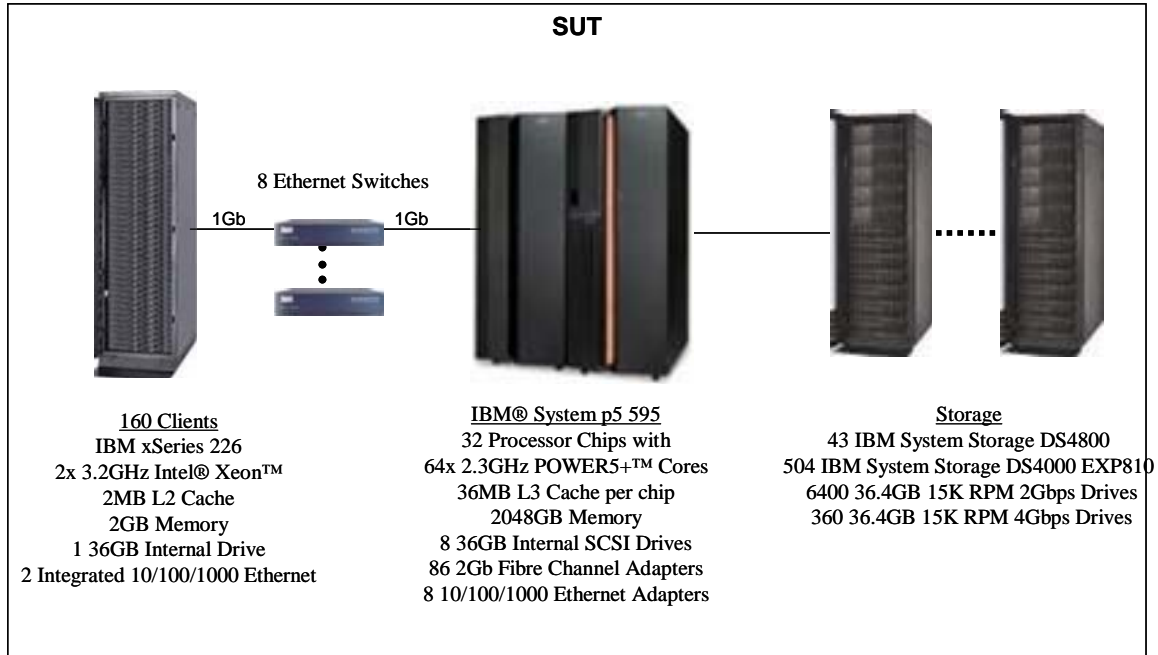 SUT
8 Ethernet Switches
1Gb
1Gb
160 Clients
IBM xSeries 226
2x 3.2GHz Intel® Xeon™
2MB L2 Cache
2GB Memory
1 36GB Internal Drive
2 Integrated 10/100/1000 Ethernet
IBM® System p5 595
32 Processor Chips with
64x 2.3GHz POWER5+™ Cores
36MB L3 Cache per chip
2048GB Memory
8 36GB Internal SCSI Drives
86 2Gb Fibre Channel Adapters
8 10/100/1000 Ethernet Adapters
Storage
43 IBM System Storage DS4800
504 IBM System Storage DS4000 EXP810
6400 36.4GB 15K RPM 2Gbps Drives
360 36.4GB 15K RPM 4Gbps Drives